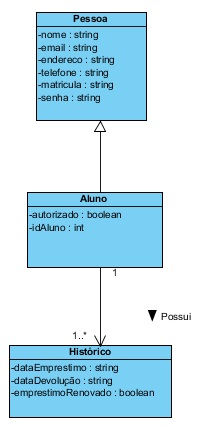 Pessoa
-nome : string
-email : string
-endereco : string
-telefone : string
-matricula : string
-senha : string
Aluno
-autorizado : boolean
-idAluno : int
1
Possui
1..*
Histórico
-dataEmprestimo : string
-dataDevolução : string
-emprestimoRenovado : boolean